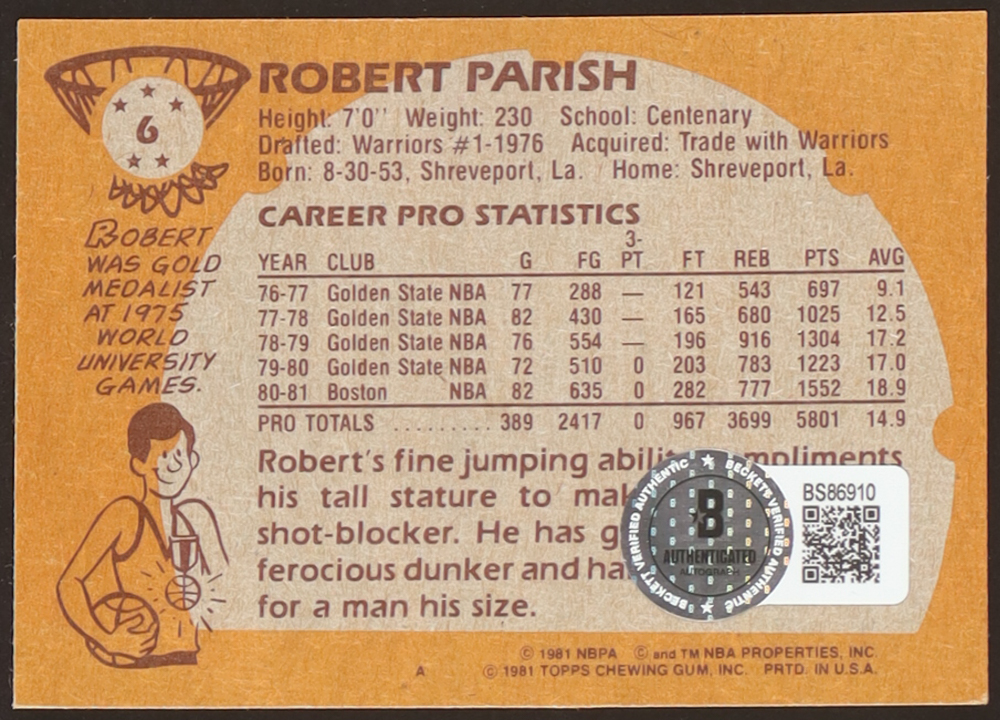 ROBERT PARISH
6
Height: 7'0'' Weight: 230 School: Centenary
Drafted: Warriors #1-1976 Acquired: Trade with Warriors
Born: 8-30-53, Shreveport, La. Home: Shreveport, La.
ROBERT
WAS GOLD
MEDALIST
AT 1975
WORLD
UNIVERSITY
GAMES.
CAREER PRO STATISTICS
YEAR CLUB G FG 3-PT FT REB PTS AVG
76-77 Golden State NBA 77 288 — 121 543 697 9.1
77-78 Golden State NBA 82 430 — 165 680 1025 12.5
78-79 Golden State NBA 76 554 — 196 916 1304 17.2
79-80 Golden State NBA 72 510 0 203 783 1223 17.0
80-81 Boston NBA 82 635 0 282 777 1552 18.9
PRO TOTALS ......... 389 2417 0 967 3699 5801 14.9
Robert's fine jumping
his tall stature to
shot-blocker. He has
ferocious dunker and
for a man his size.
BECKETT VERIFIED AUTHENTIC ★ BECKETT VERIFIED AUTHENTIC ★
B
AUTHENTICATED
AUTOGRAPH
BS86910
© 1981 NBPA © and TM NBA PROPERTIES, INC.
A © 1981 TOPPS CHEWING GUM, INC. PRTD. IN U.S.A.